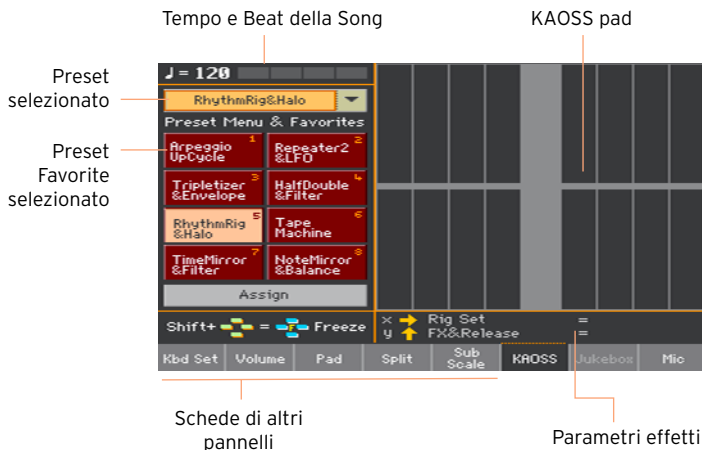 Tempo e Beat della Song
KAOSS pad
Preset
selezionato
Preset
Favorite
selezionato
♩= 120
RhythmRig&Halo
Preset Menu & Favorites
Arpeggio
UpCycle
1
Repeater2
&LFO
2
Tripletizer
&Envelope
3
HalfDouble
&Filter
4
RhythmRig
&Halo
5
Tape
Machine
6
TimeMirror
&Filter
7
NoteMirror
&Balance
8
Assign
Shift+ = F Freeze
x Rig Set =
y FX&Release =
Kbd Set
Volume
Pad
Split
Sub
Scale
KAOSS
Jukebox
Mic
Schede di altri
pannelli
Parametri effetti